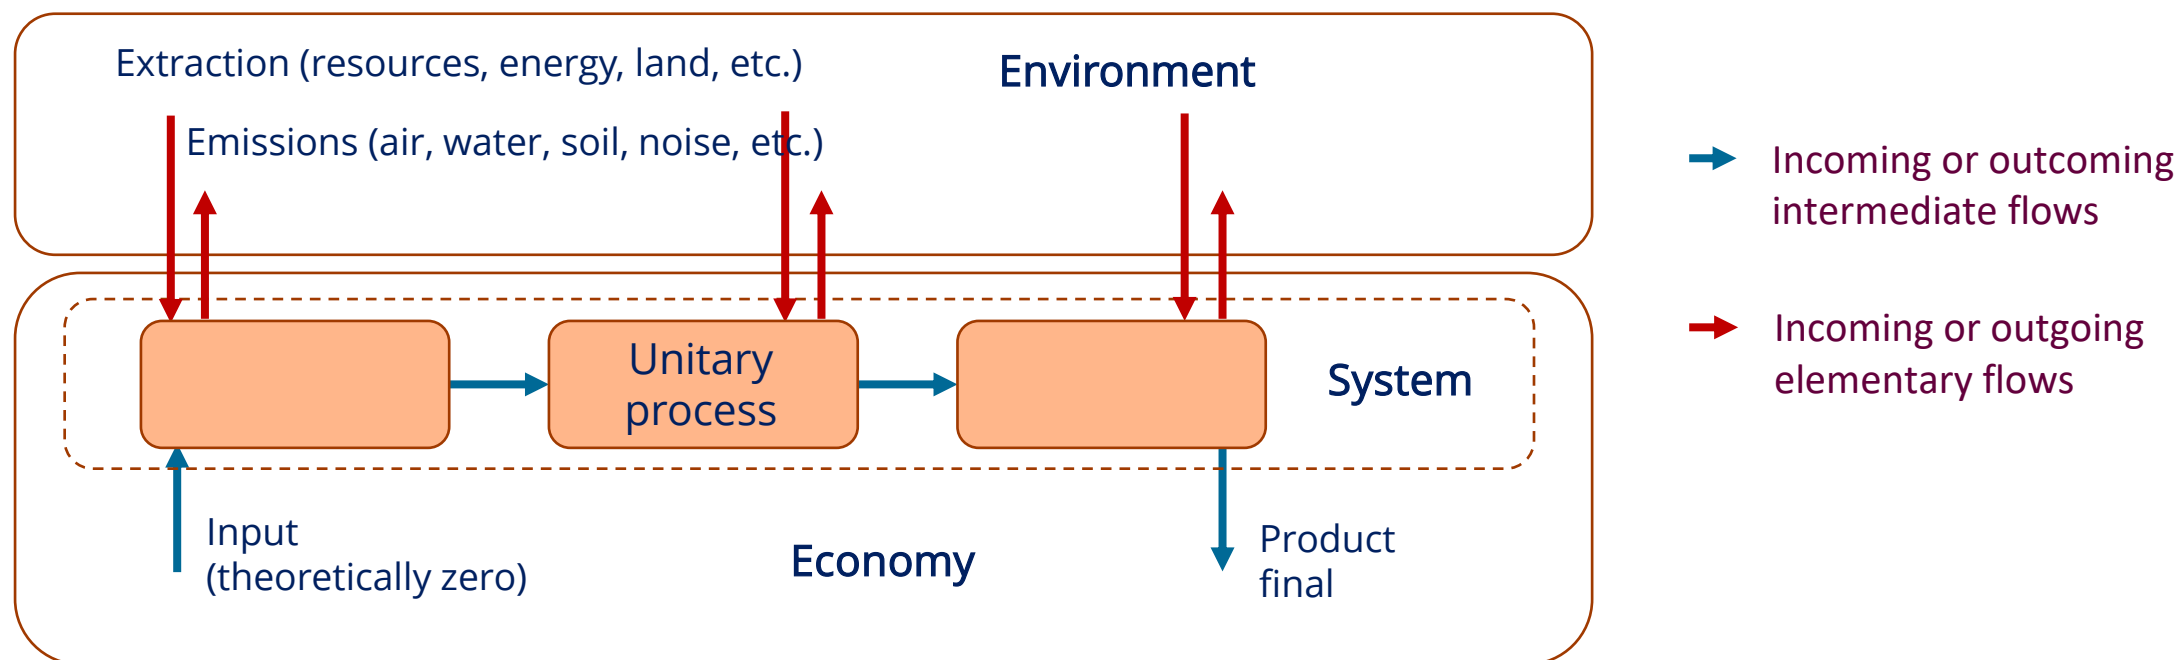 Extraction (resources, energy, land, etc.)
Environment
Emissions (air, water, soil, noise, etc.)
Incoming or outcoming
intermediate flows
Incoming or outgoing
elementary flows
Unitary
process
System
Input
(theoretically zero)
Economy
Product
final